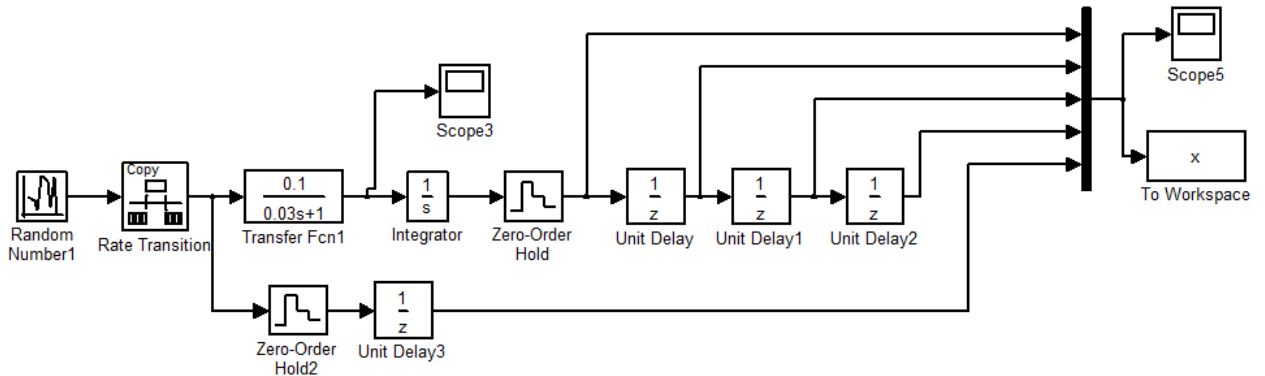 Scope5
Scope3
x
To Workspace
Copy
0.1
0.03s+1
1
s
1
z
1
z
1
z
Random
Number1
Rate Transition
Transfer Fcn1
Integrator
Zero-Order
Hold
Unit Delay
Unit Delay1
Unit Delay2
1
z
Zero-Order
Hold2
Unit Delay3